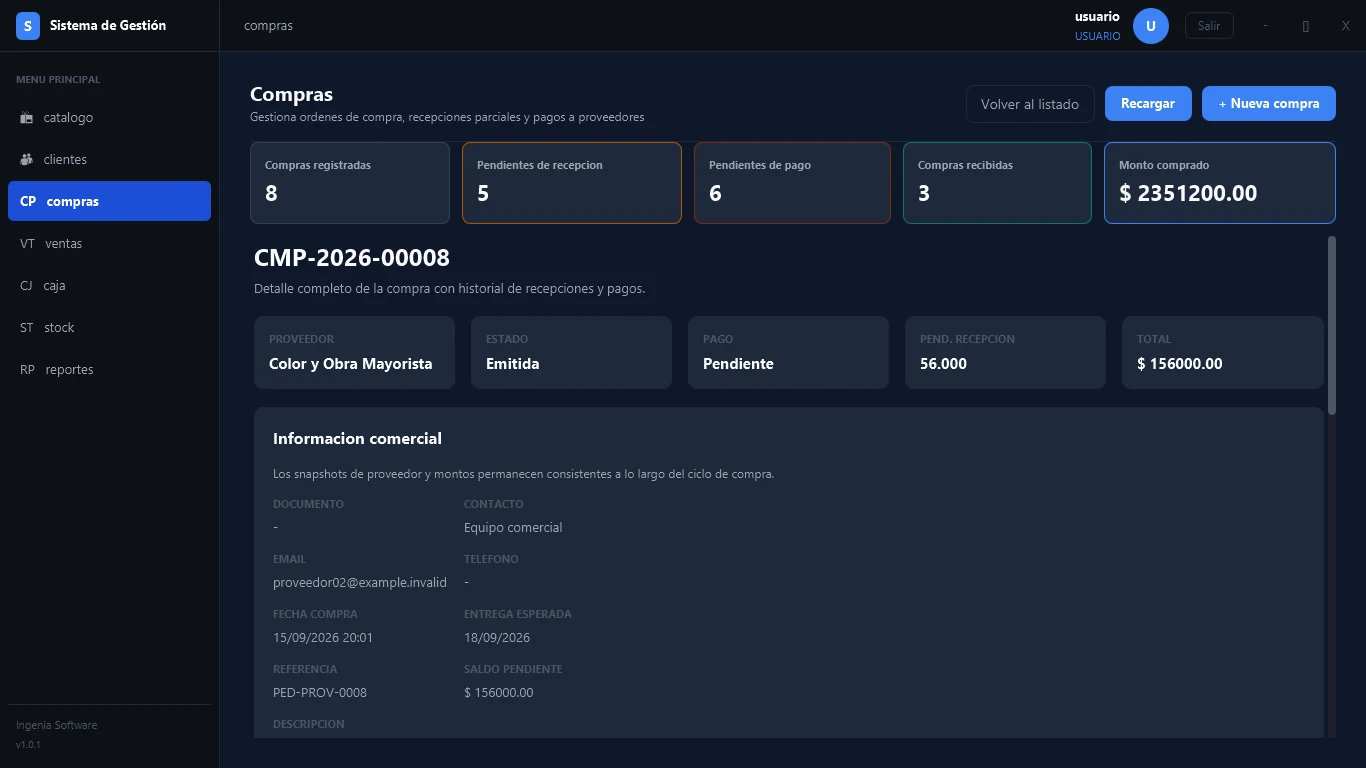 S Sistema de Gestión
compras
usuario
USUARIO
U
Salir
-
X
MENU PRINCIPAL
catalogo
clientes
CP compras
VT ventas
CJ caja
ST stock
RP reportes
Ingenia Software
v1.0.1
Compras
Gestiona ordenes de compra, recepciones parciales y pagos a proveedores
Volver al listado
Recargar
+ Nueva compra
Compras registradas
8
Pendientes de recepcion
5
Pendientes de pago
6
Compras recibidas
3
Monto comprado
$ 2351200.00
CMP-2026-00008
Detalle completo de la compra con historial de recepciones y pagos.
PROVEEDOR
Color y Obra Mayorista
ESTADO
Emitida
PAGO
Pendiente
PEND. RECEPCION
56.000
TOTAL
$ 156000.00
Informacion comercial
Los snapshots de proveedor y montos permanecen consistentes a lo largo del ciclo de compra.
DOCUMENTO
-
CONTACTO
Equipo comercial
EMAIL
proveedor02@example.invalid
TELEFONO
-
FECHA COMPRA
15/09/2026 20:01
ENTREGA ESPERADA
18/09/2026
REFERENCIA
PED-PROV-0008
SALDO PENDIENTE
$ 156000.00
DESCRIPCION